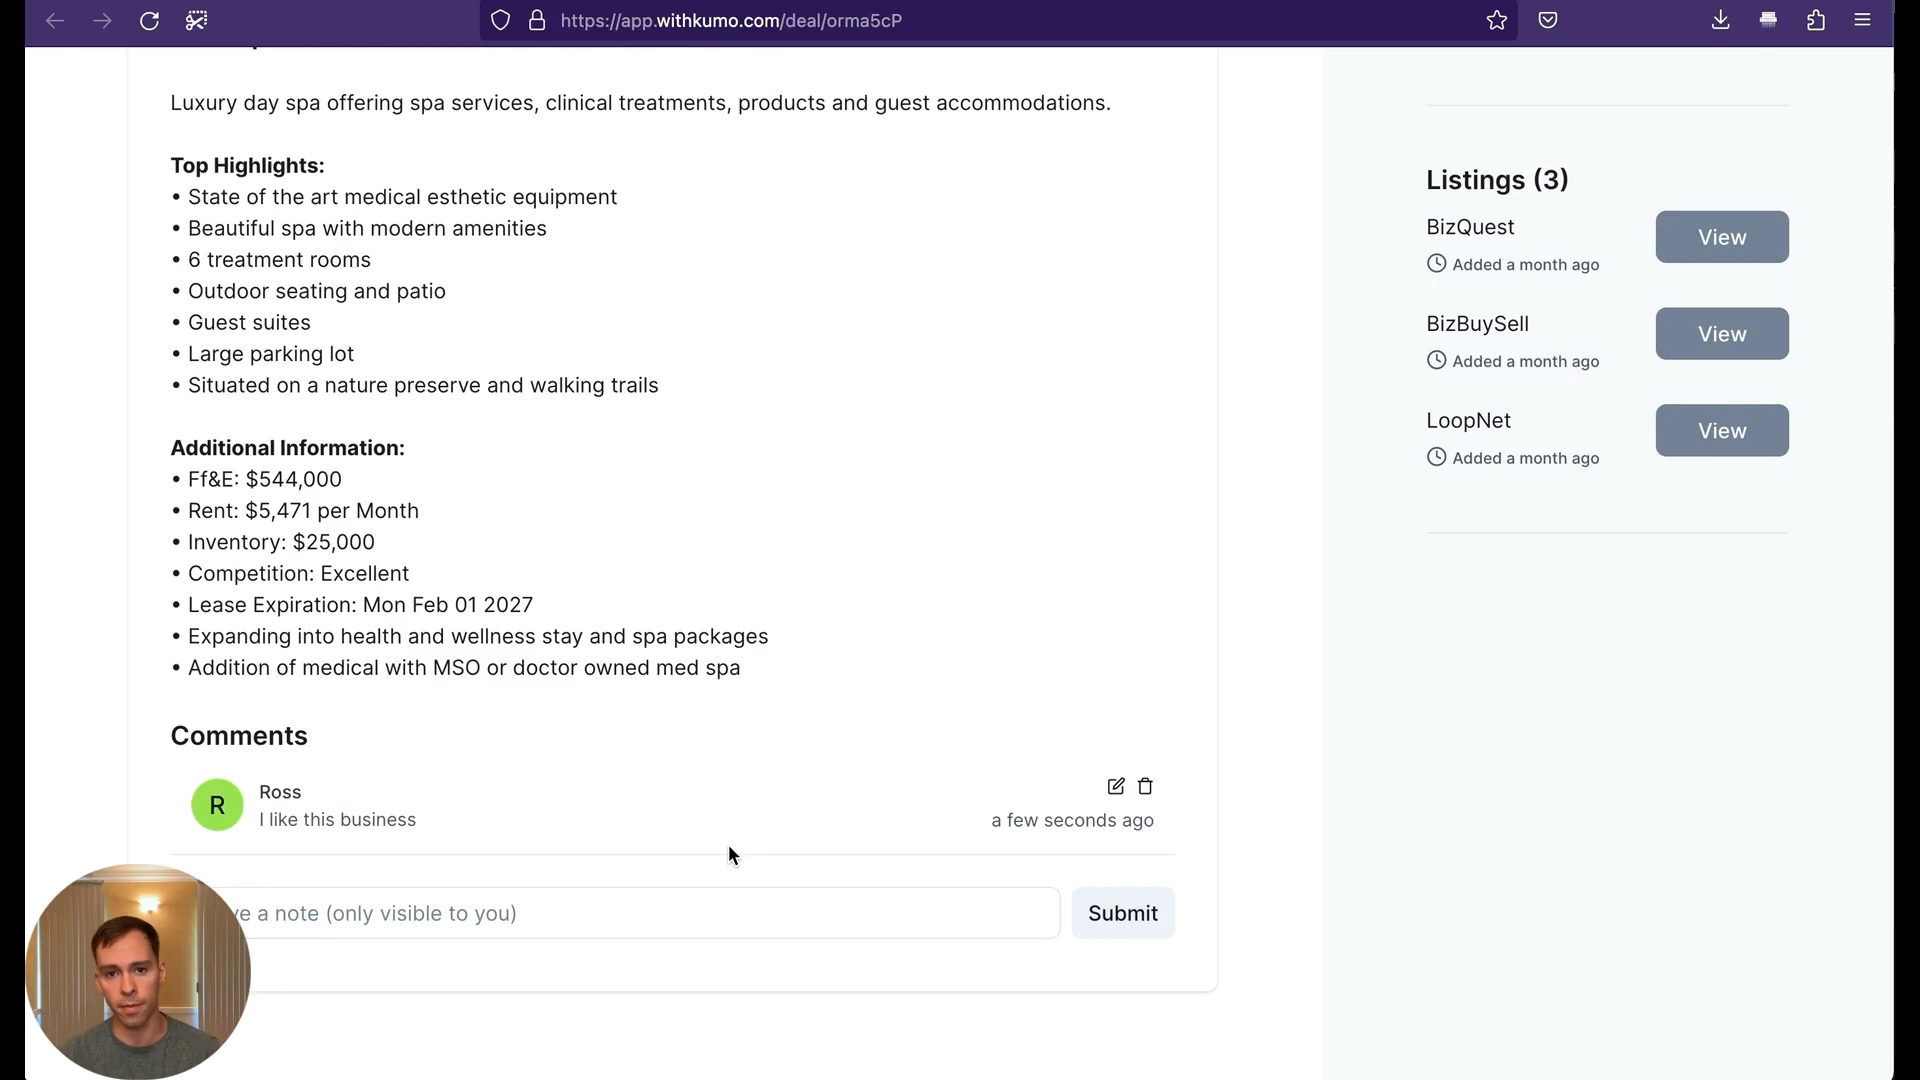 https://app.withkumo.com/deal/orma5cP
Luxury day spa offering spa services, clinical treatments, products and guest accommodations.
Top Highlights:
• State of the art medical esthetic equipment
• Beautiful spa with modern amenities
• 6 treatment rooms
• Outdoor seating and patio
• Guest suites
• Large parking lot
• Situated on a nature preserve and walking trails
Additional Information:
• Ff&E: $544,000
• Rent: $5,471 per Month
• Inventory: $25,000
• Competition: Excellent
• Lease Expiration: Mon Feb 01 2027
• Expanding into health and wellness stay and spa packages
• Addition of medical with MSO or doctor owned med spa
Comments
R
Ross
I like this business
a few seconds ago
a note (only visible to you)
Submit
Listings (3)
BizQuest
View
Added a month ago
BizBuySell
View
Added a month ago
LoopNet
View
Added a month ago